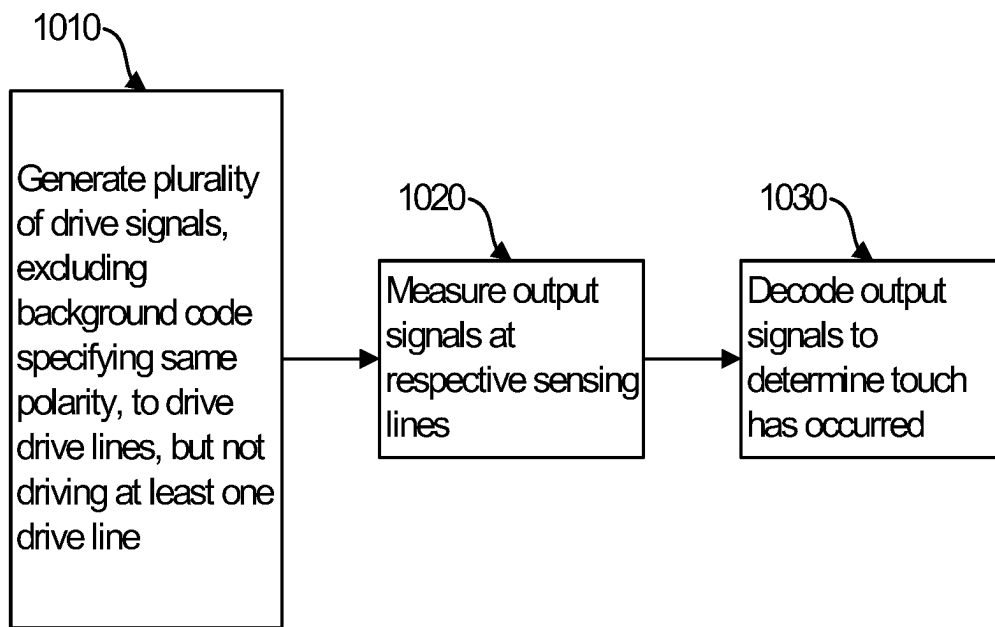 1010
Generate plurality
of drive signals,
excluding
background code
specifying same
polarity, to drive
drive lines, but not
driving at least one
drive line
1020
Measure output
signals at
respective sensing
lines
1030
Decode output
signals to
determine touch
has occurred